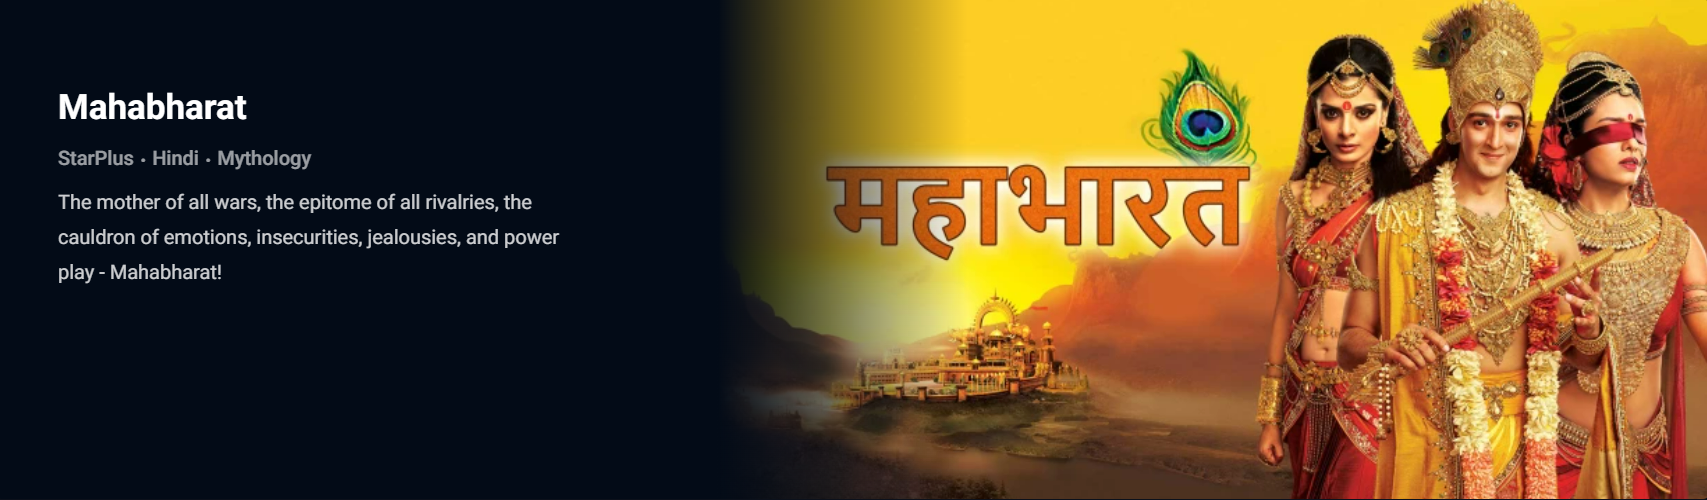 Mahabharat
StarPlus • Hindi • Mythology
The mother of all wars, the epitome of all rivalries, the
cauldron of emotions, insecurities, jealousies, and power
play - Mahabharat!
महाभारत